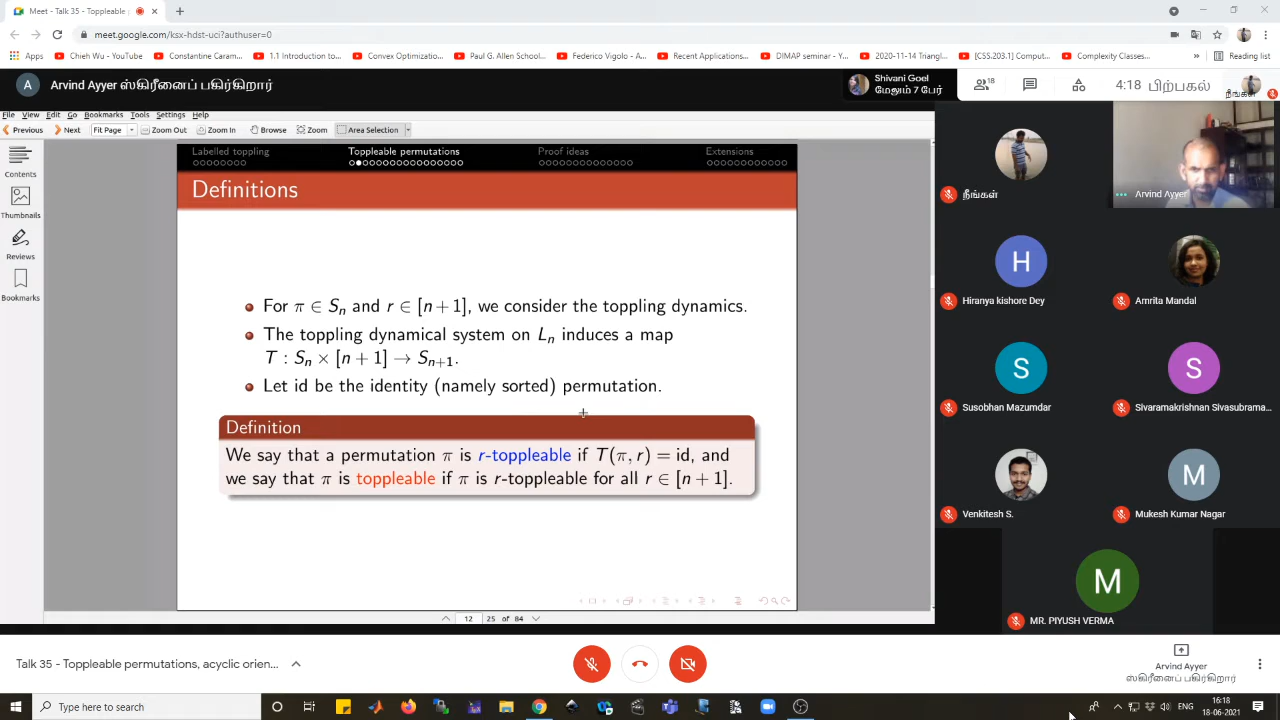 Meet - Talk 35 - Toppleable
meet.google.com/ksx-hdst-uci?authuser=0
Apps
Chieh Wu - YouTube
Constantine Caram...
1.1 Introduction to...
Convex Optimizatio...
Paul G. Allen School...
Federico Vigolo - A...
Recent Applications...
DIMAP seminar - Y...
2020-11-14 Triangl...
[CSS.203.1] Comput...
Complexity Classes...
»
Reading list
A
Arvind Ayyer ஸ்கிரீனைப் பகிர்கிறார்
Shivani Goel
மேலும் 7 பேர்
18
4:18 பிற்பகல்
நீங்கள்
File View Edit Go Bookmarks Tools Settings Help
Previous Next Fit Page Zoom Out Zoom In Browse Zoom Area Selection
Contents
Thumbnails
Reviews
Bookmarks
Labelled toppling Toppleable permutations Proof ideas Extensions
Definitions
For π ∈ Sn and r ∈ [n + 1], we consider the toppling dynamics.
The toppling dynamical system on Ln induces a map
T : Sn × [n + 1] → Sn+1.
Let id be the identity (namely sorted) permutation.
Definition
We say that a permutation π is r-toppleable if T(π, r) = id, and
we say that π is toppleable if π is r-toppleable for all r ∈ [n + 1].
12 25 of 84
நீங்கள்
Arvind Ayyer
H
Hiranya kishore Dey
Amrita Mandal
S
Susobhan Mazumdar
S
Sivaramakrishnan Sivasubrama...
Venkitesh S.
M
Mukesh Kumar Nagar
M
MR. PIYUSH VERMA
Talk 35 - Toppleable permutations, acyclic orien...
Arvind Ayyer
ஸ்கிரீனைப் பகிர்கிறார்
Type here to search
ENG
16:18
18-06-2021